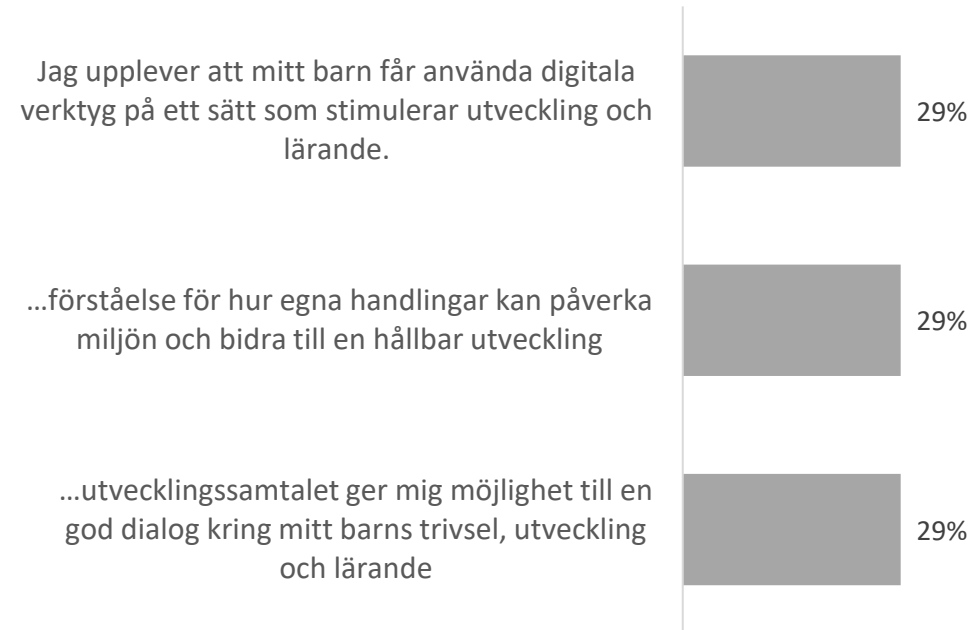 Jag upplever att mitt barn får använda digitala
verktyg på ett sätt som stimulerar utveckling och
lärande.
29%
...förståelse för hur egna handlingar kan påverka
miljön och bidra till en hållbar utveckling
29%
...utvecklingssamtalet ger mig möjlighet till en
god dialog kring mitt barns trivsel, utveckling
och lärande
29%